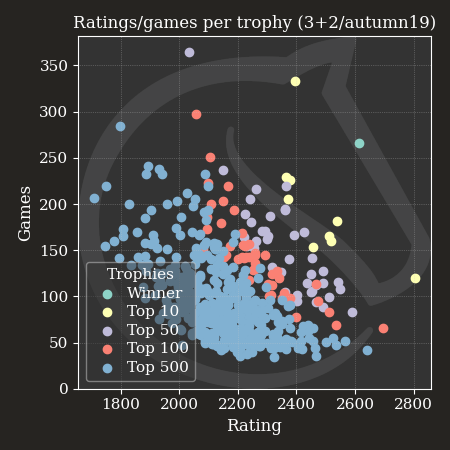 Ratings/games per trophy (3+2/autumn19)
350
300
250
200
150
100
50
0
Games
Trophies
Winner
Top 10
Top 50
Top 100
Top 500
1800 2000 2200 2400 2600 2800
Rating